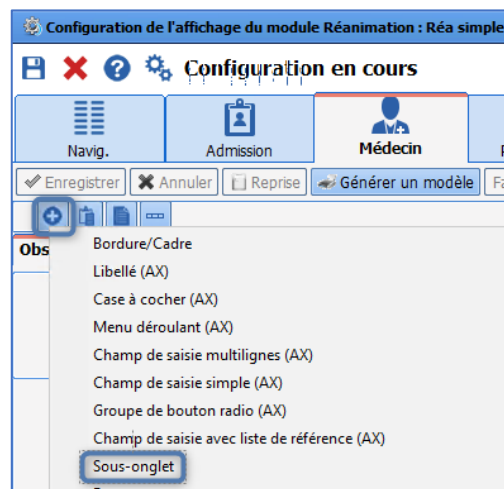 Configuration de l'affichage du module Réanimation : Réa simple
Configuration en cours
Navig. Admission Médecin
Enregistrer Annuler Reprise Générer un modèle
Obs
Bordure/Cadre
Libellé (AX)
Case à cocher (AX)
Menu déroulant (AX)
Champ de saisie multilignes (AX)
Champ de saisie simple (AX)
Groupe de bouton radio (AX)
Champ de saisie avec liste de référence (AX)
Sous-onglet